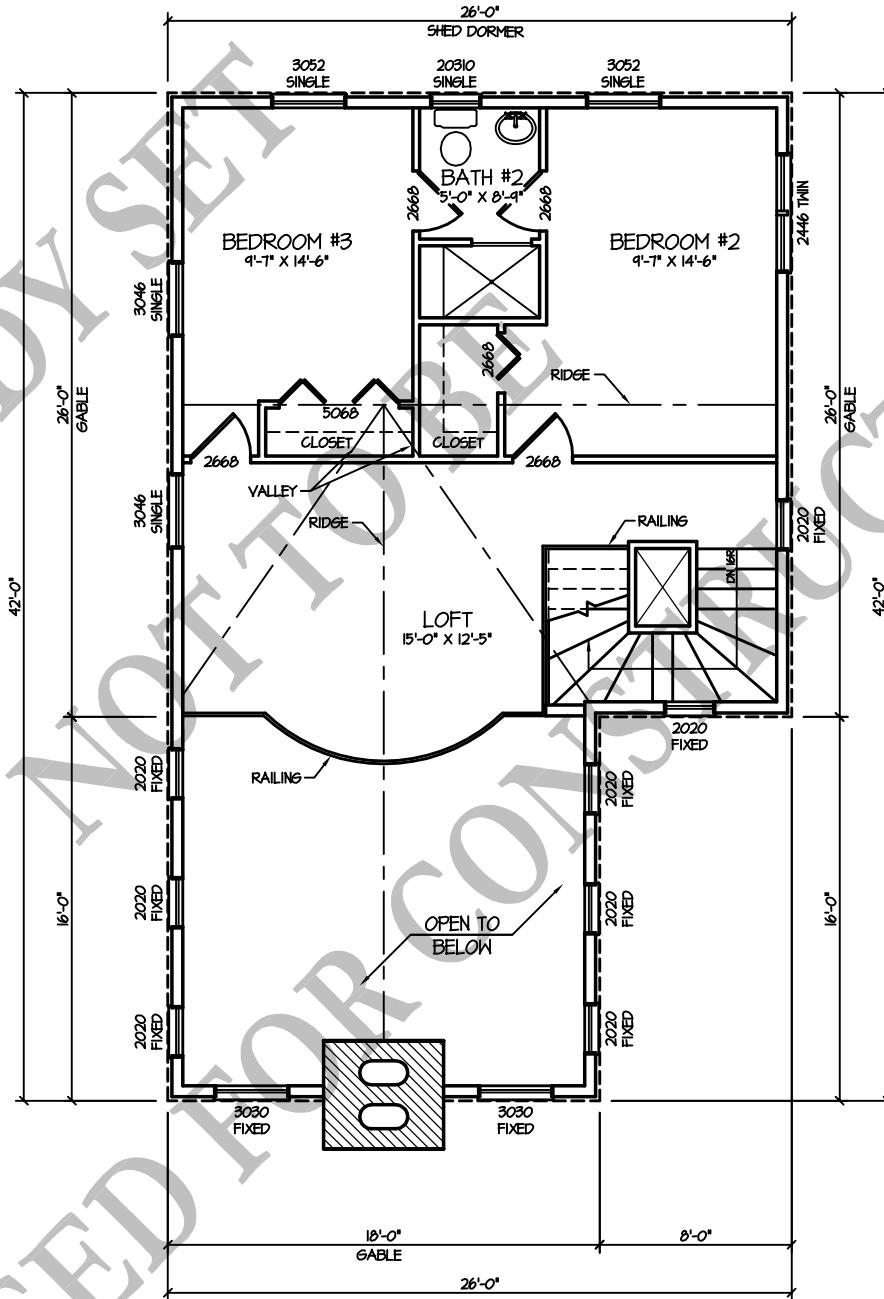 26'-0"
SHED DORMER
3052
SINGLE
20310
SINGLE
3052
SINGLE
BATH #2
5'-0" X 8'-9"
2668
2668
2446 TWIN
BEDROOM #3
9'-7" X 14'-6"
BEDROOM #2
9'-7" X 14'-6"
3046
SINGLE
2668
RIDGE
26'-0"
GABLE
26'-0"
GABLE
5068
CLOSET
CLOSET
2668
2668
VALLEY
3046
SINGLE
RIDGE
RAILING
2020
FIXED
DN 16R
42'-0"
42'-0"
LOFT
15'-0" X 12'-5"
2020
FIXED
RAILING
2020
FIXED
2020
FIXED
2020
FIXED
2020
FIXED
16'-0"
16'-0"
OPEN TO
BELOW
2020
FIXED
2020
FIXED
3030
FIXED
3030
FIXED
18'-0"
GABLE
8'-0"
26'-0"
DY SET
NOT TO BE
SED FOR CONSTRUCT